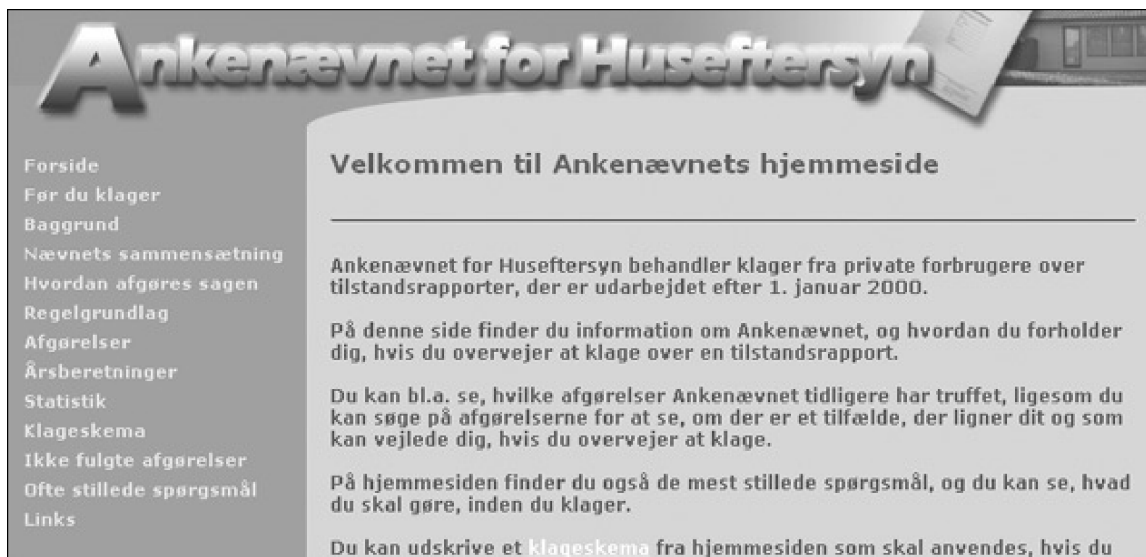 Ankenævnet for Huseftersyn
Forside
Før du klager
Baggrund
Nævnets sammensætning
Hvordan afgøres sagen
Regelgrundlag
Afgørelser
Årsberetninger
Statistik
Klageskema
Ikke fulgte afgørelser
Ofte stillede spørgsmål
Links
Velkommen til Ankenævnets hjemmeside
Ankenævnet for Huseftersyn behandler klager fra private forbrugere over
tilstandsrapporter, der er udarbejdet efter 1. januar 2000.
På denne side finder du information om Ankenævnet, og hvordan du forholder
dig, hvis du overvejer at klage over en tilstandsrapport.
Du kan bl.a. se, hvilke afgørelser Ankenævnet tidligere har truffet, ligesom du
kan søge på afgørelserne for at se, om der er et tilfælde, der ligner dit og som
kan vejlede dig, hvis du overvejer at klage.
På hjemmesiden finder du også de mest stillede spørgsmål, og du kan se, hvad
du skal gøre, inden du klager.
Du kan udskrive et klageskema fra hjemmesiden som skal anvendes, hvis du